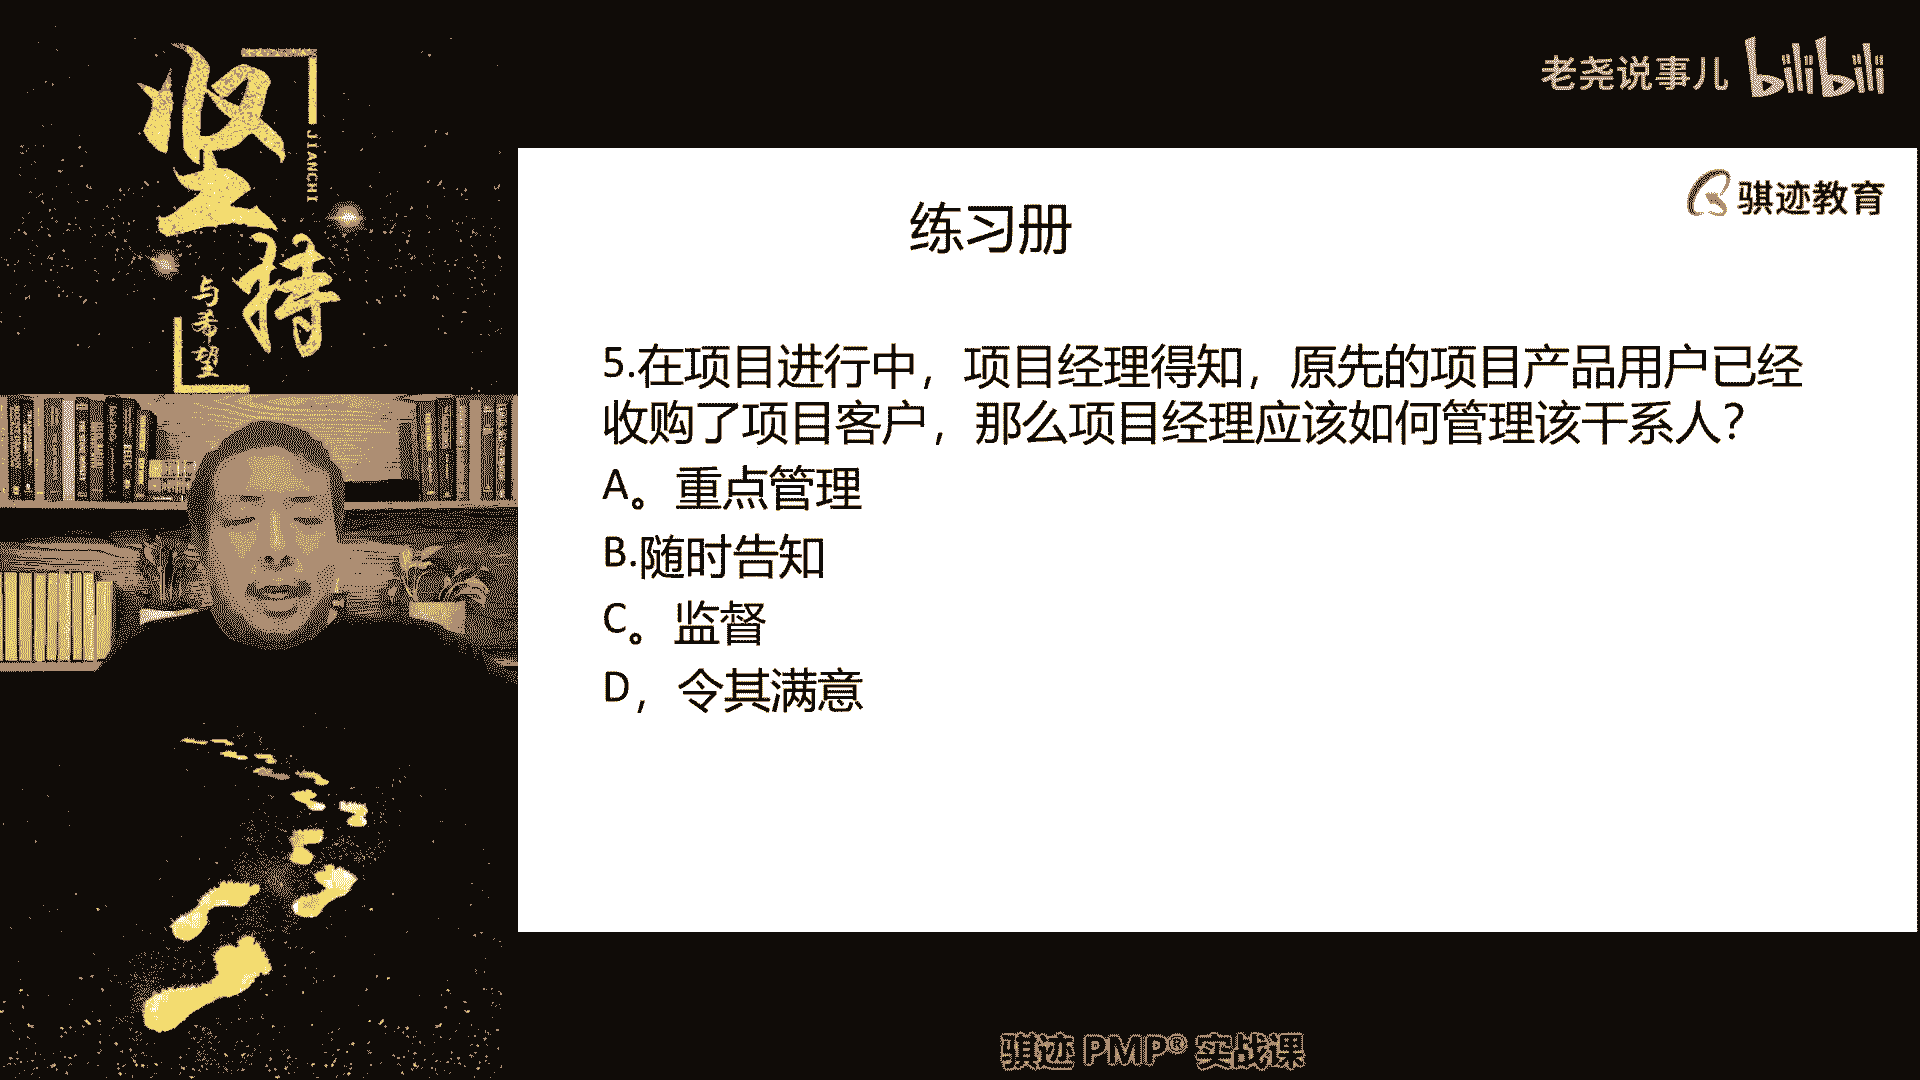 坚持
JIANCHI
与希望
老尧说事儿 bilibili
骐迹教育
练习册
5.在项目进行中，项目经理得知，原先的项目产品用户已经
收购了项目客户，那么项目经理应该如何管理该干系人？
A。重点管理
B.随时告知
C。监督
D，令其满意
骐迹 PMP® 实战课